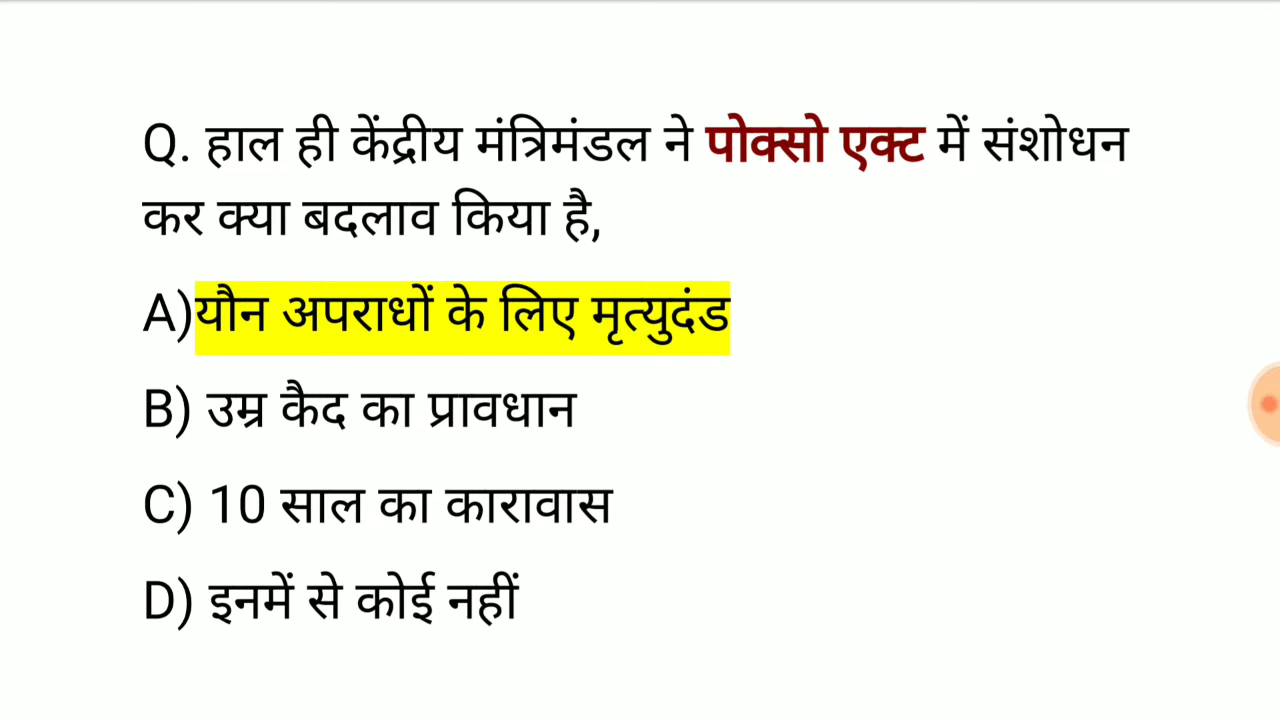 Q. हाल ही केंद्रीय मंत्रिमंडल ने पोक्सो एक्ट में संशोधन
कर क्या बदलाव किया है,
A)यौन अपराधों के लिए मृत्युदंड
B) उम्र कैद का प्रावधान
C) 10 साल का कारावास
D) इनमें से कोई नहीं